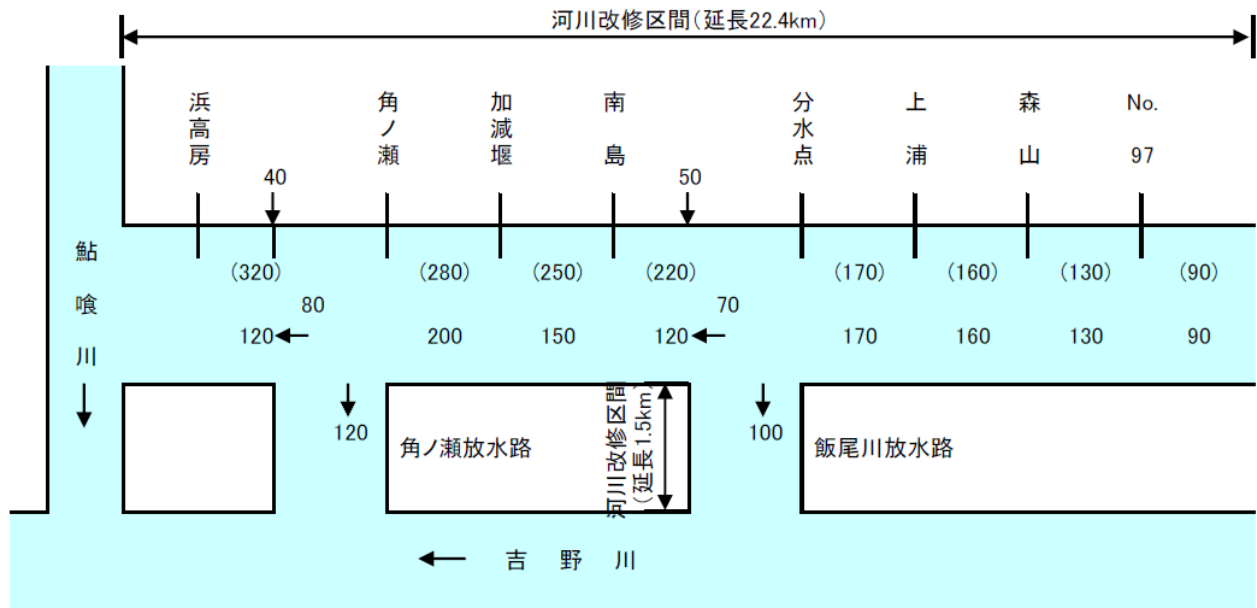 河川改修区間(延長22.4km)
浜高房
角ノ瀬
加減堰
南島
分水点
上浦
森山
No.97
40
50
鮎喰川
(320)
(280)
(250)
(220)
(170)
(160)
(130)
(90)
80
70
120
200
150
120
170
160
130
90
120
角ノ瀬放水路
河川改修区間
(延長1.5km)
100
飯尾川放水路
吉野川